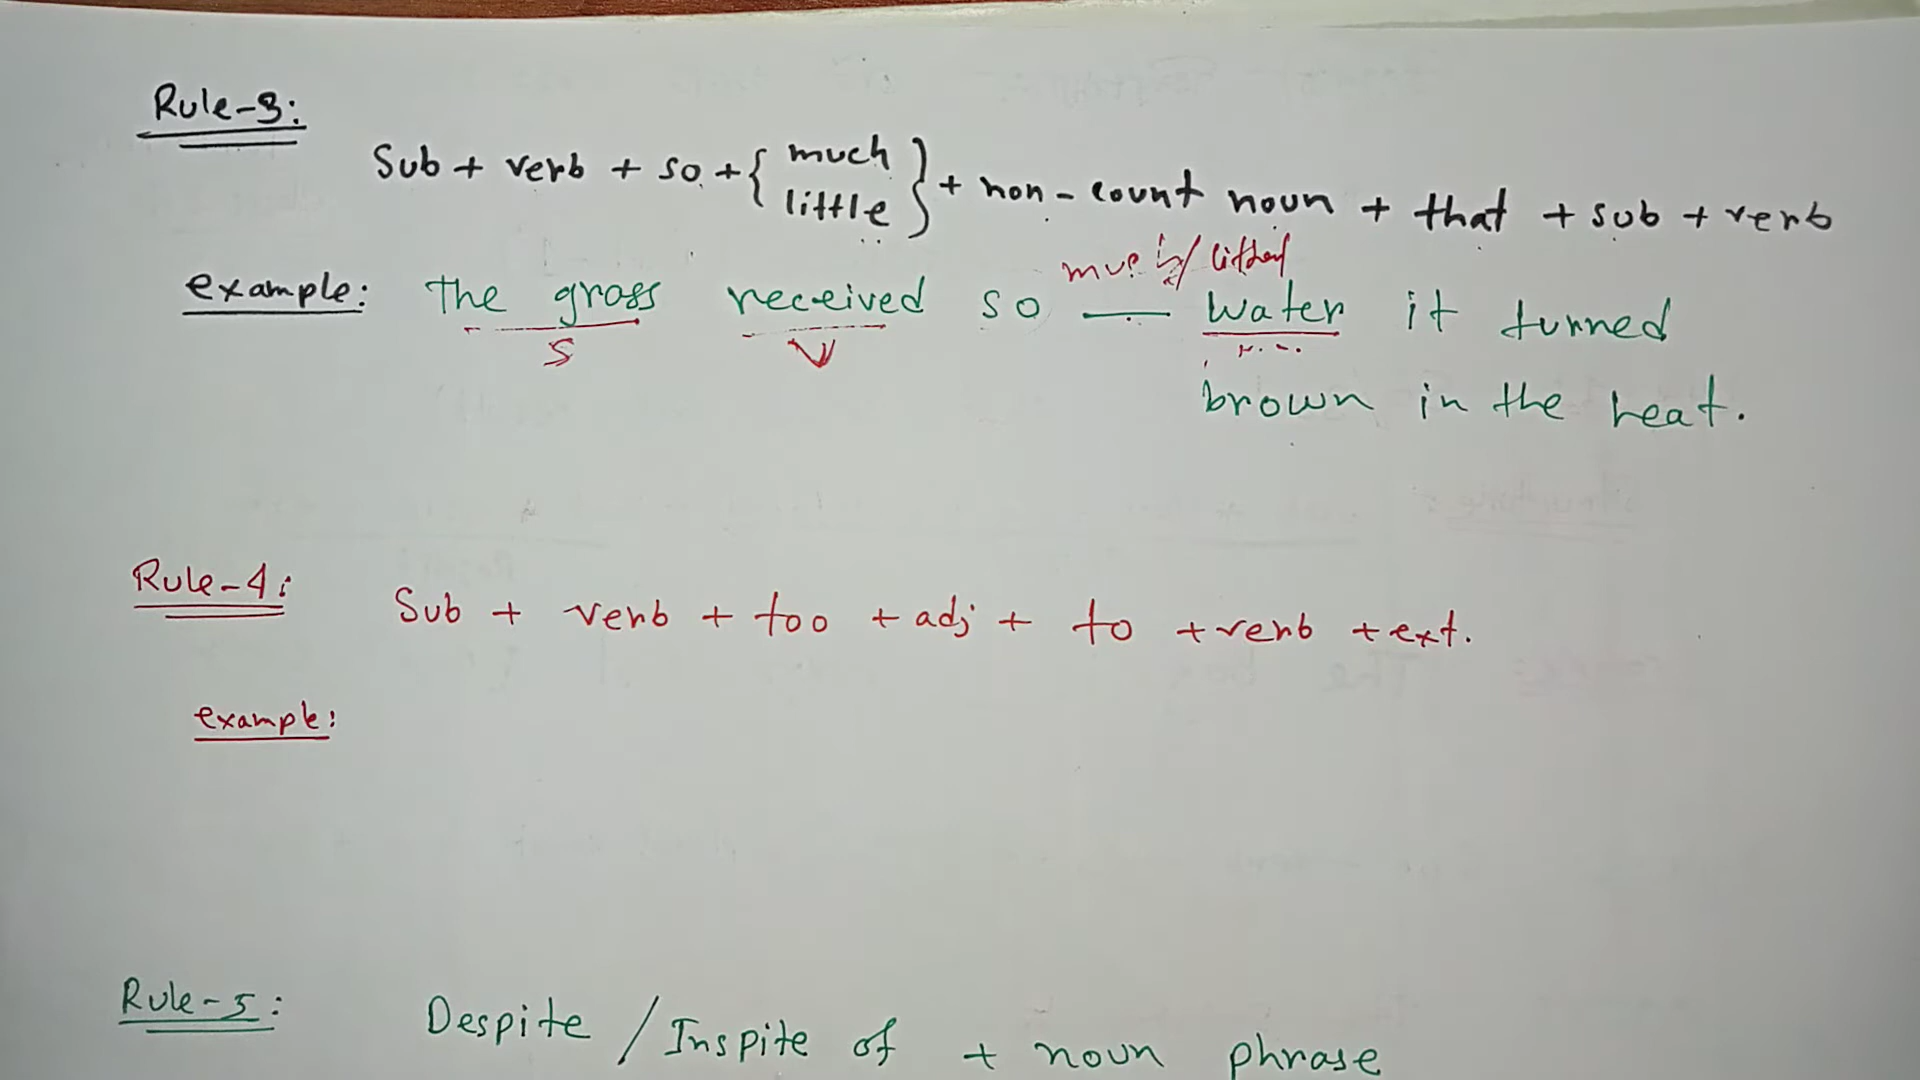 Rule-3:
Sub + verb + so + { much little } + non-count noun + that + sub + verb
much/little
example: the grass received so — water it turned
S V
brown in the heat.
Rule-4: Sub + verb + too + adj + to + verb + ext.
example:
Rule-5: Despite / Inspite of + noun phrase